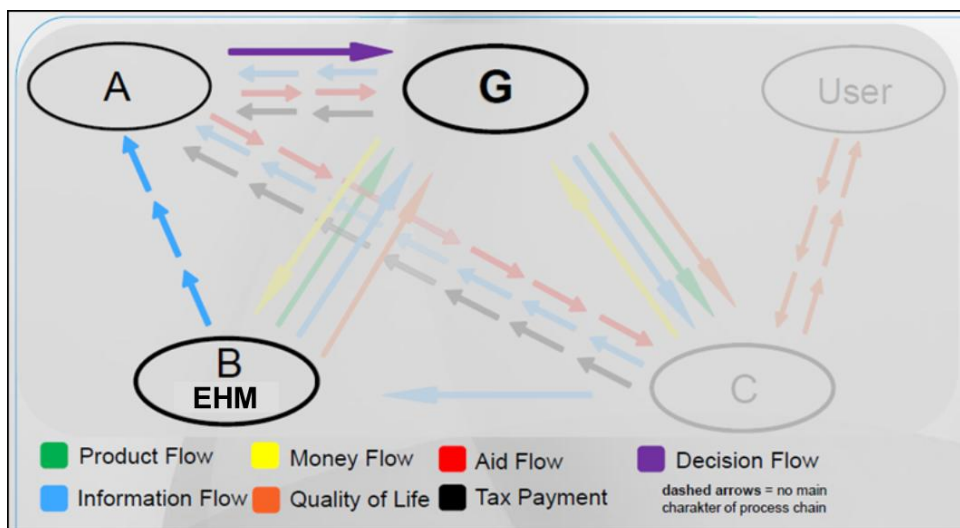 A
G
User
B
EHM
C
Product Flow
Money Flow
Aid Flow
Decision Flow
Information Flow
Quality of Life
Tax Payment
dashed arrows = no main
charakter of process chain